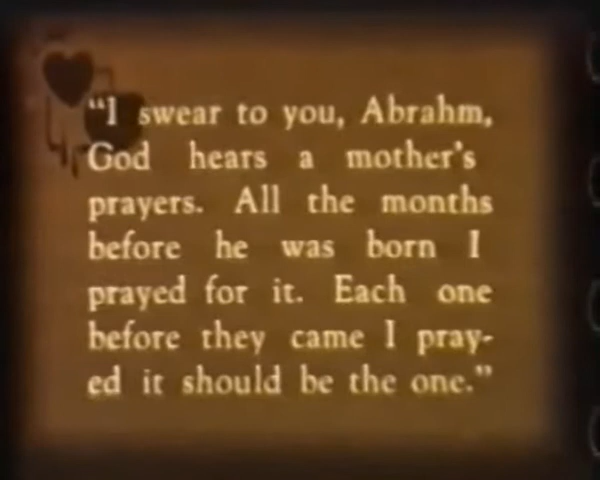 “I swear to you, Abrahm,
God hears a mother's
prayers. All the months
before he was born I
prayed for it. Each one
before they came I pray-
ed it should be the one.”